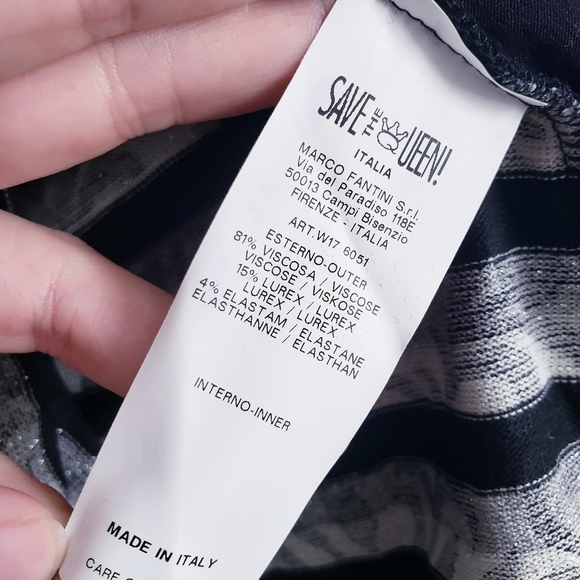 SAVE THE QUEEN!
ITALIA
MARCO FANTINI S.r.l.
Via del Paradiso 118E
50013 Campi Bisenzio
FIRENZE - ITALIA
ART.W17 6051
ESTERNO-OUTER
81% VISCOSA / VISCOSE
VISCOSE / VISKOSE
15% LUREX / LUREX
LUREX / LUREX
4% ELASTAM / ELASTANE
ELASTHANNE / ELASTHAN
INTERNO-INNER
MADE IN ITALY
CARE